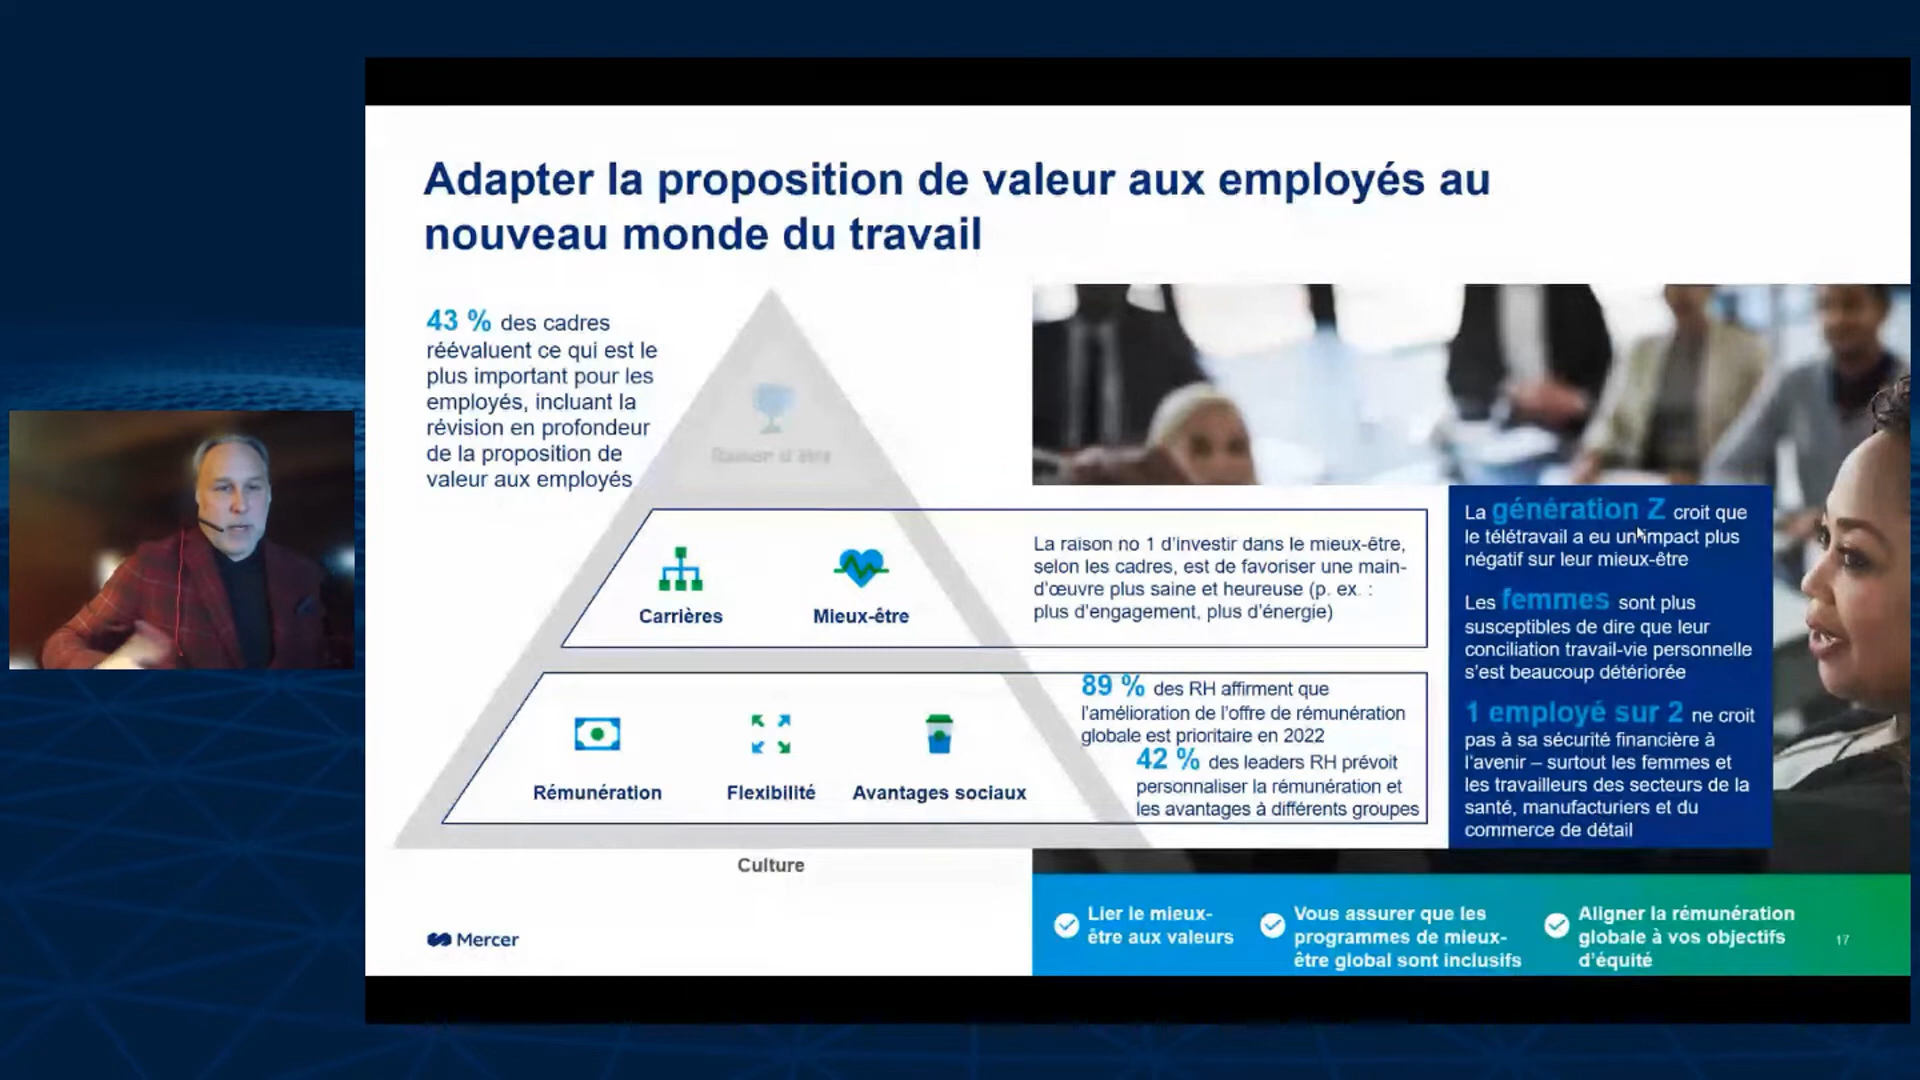 Adapter la proposition de valeur aux employés au
nouveau monde du travail
43 % des cadres
réévaluent ce qui est le
plus important pour les
employés, incluant la
révision en profondeur
de la proposition de
valeur aux employés
Raison d'être
Carrières
Mieux-être
La raison no 1 d'investir dans le mieux-être,
selon les cadres, est de favoriser une main-
d'œuvre plus saine et heureuse (p. ex. :
plus d'engagement, plus d'énergie)
Rémunération
Flexibilité
Avantages sociaux
89 % des RH affirment que
l'amélioration de l'offre de rémunération
globale est prioritaire en 2022
42 % des leaders RH prévoit
personnaliser la rémunération et
les avantages à différents groupes
Culture
La génération Z croit que
le télétravail a eu un impact plus
négatif sur leur mieux-être
Les femmes sont plus
susceptibles de dire que leur
conciliation travail-vie personnelle
s'est beaucoup détériorée
1 employé sur 2 ne croit
pas à sa sécurité financière à
l'avenir – surtout les femmes et
les travailleurs des secteurs de la
santé, manufacturiers et du
commerce de détail
Lier le mieux-
être aux valeurs
Vous assurer que les
programmes de mieux-
être global sont inclusifs
Aligner la rémunération
globale à vos objectifs
d'équité
17
Mercer